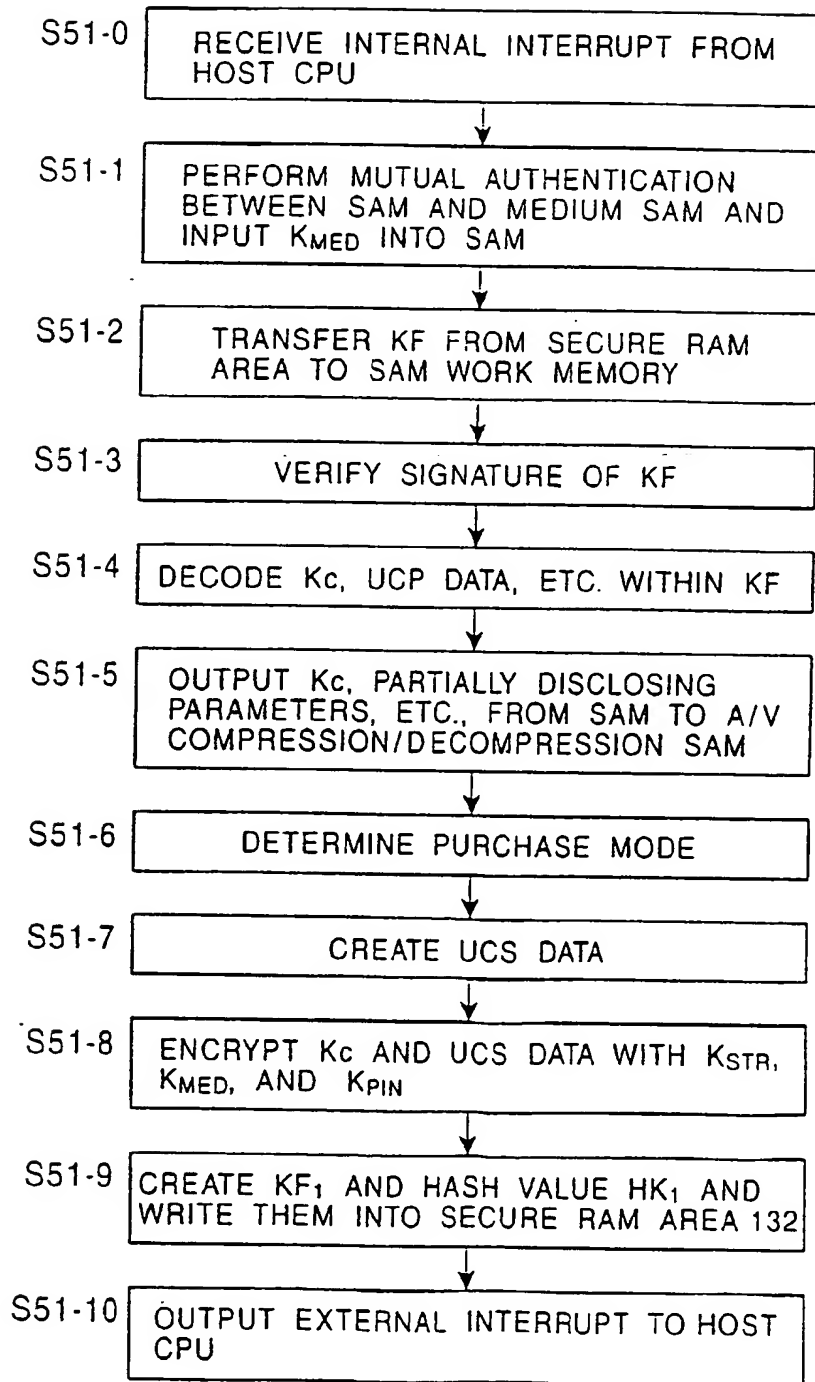 S51-0
RECEIVE INTERNAL INTERRUPT FROM
HOST CPU
S51-1
PERFORM MUTUAL AUTHENTICATION
BETWEEN SAM AND MEDIUM SAM AND
INPUT KMED INTO SAM
S51-2
TRANSFER KF FROM SECURE RAM
AREA TO SAM WORK MEMORY
S51-3
VERIFY SIGNATURE OF KF
S51-4
DECODE Kc, UCP DATA, ETC. WITHIN KF
S51-5
OUTPUT Kc, PARTIALLY DISCLOSING
PARAMETERS, ETC., FROM SAM TO A/V
COMPRESSION/DECOMPRESSION SAM
S51-6
DETERMINE PURCHASE MODE
S51-7
CREATE UCS DATA
S51-8
ENCRYPT Kc AND UCS DATA WITH KSTR,
KMED, AND KPIN
S51-9
CREATE KF₁ AND HASH VALUE HK₁ AND
WRITE THEM INTO SECURE RAM AREA 132
S51-10
OUTPUT EXTERNAL INTERRUPT TO HOST
CPU